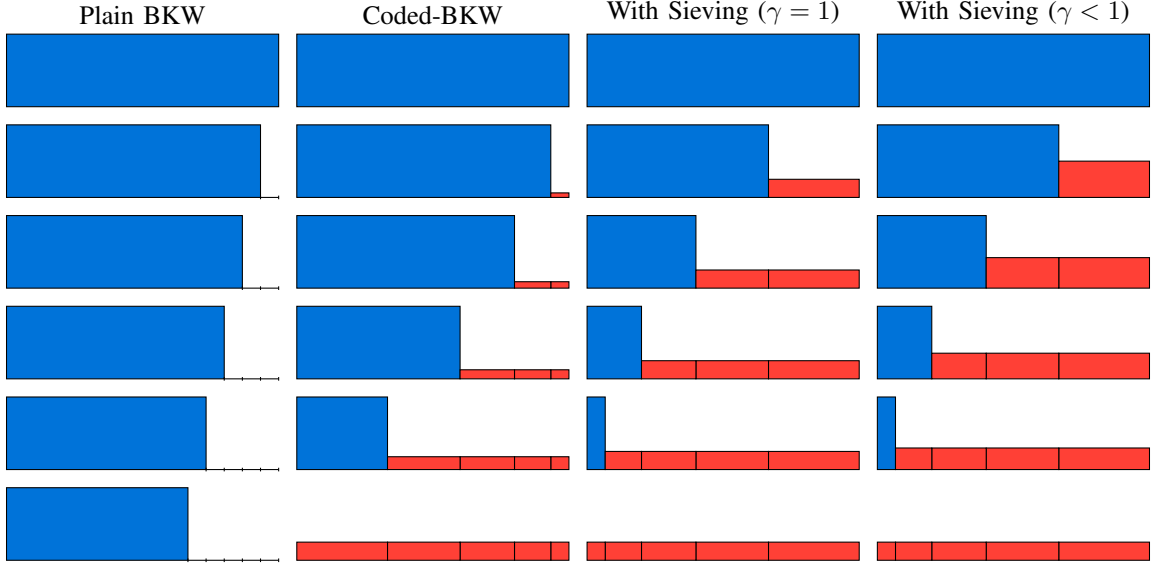 Plain BKW
Coded-BKW
With Sieving (γ = 1)
With Sieving (γ < 1)